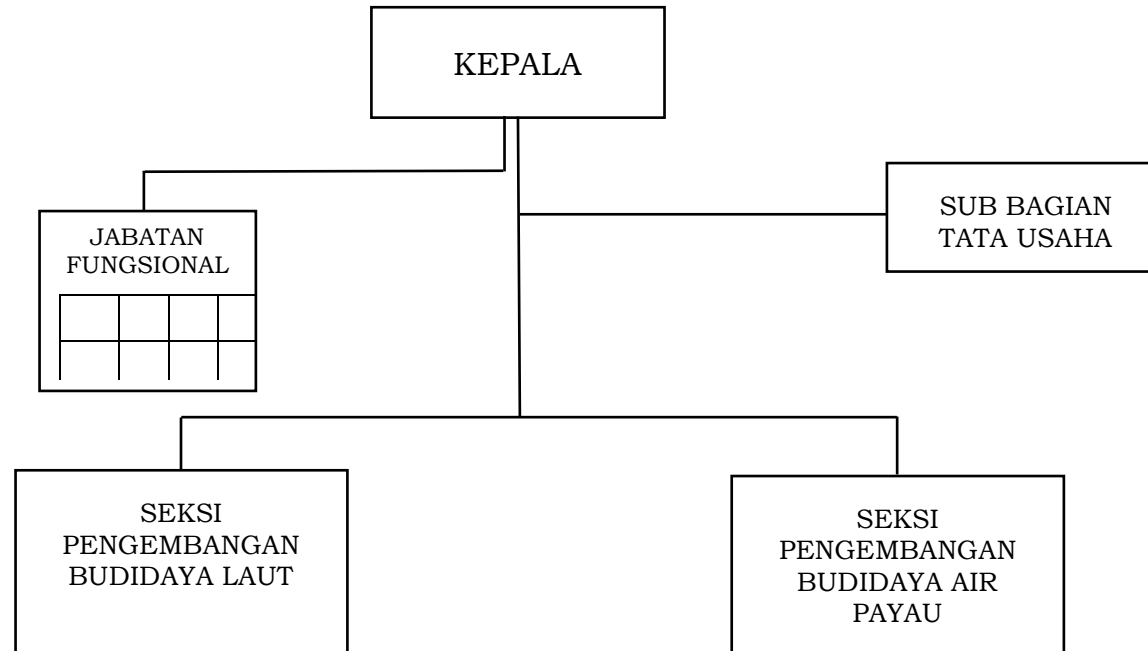 KEPALA
SUB BAGIAN
TATA USAHA
JABATAN
FUNGSIONAL
SEKSI
PENGEMBANGAN
BUDIDAYA LAUT
SEKSI
PENGEMBANGAN
BUDIDAYA AIR
PAYAU